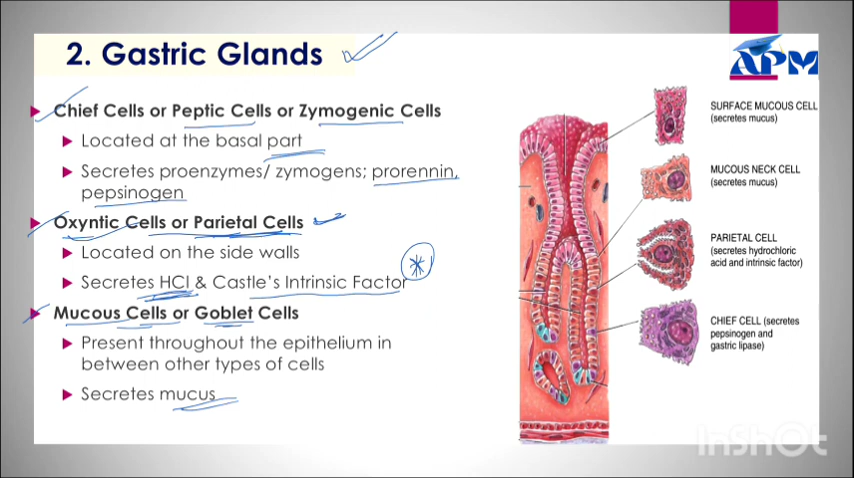 2. Gastric Glands
APM
Chief Cells or Peptic Cells or Zymogenic Cells
Located at the basal part
Secretes proenzymes/ zymogens; prorennin,
pepsinogen
Oxyntic Cells or Parietal Cells
Located on the side walls
Secretes HCl & Castle's Intrinsic Factor
Mucous Cells or Goblet Cells
Present throughout the epithelium in
between other types of cells
Secretes mucus
SURFACE MUCOUS CELL
(secretes mucus)
MUCOUS NECK CELL
(secretes mucus)
PARIETAL CELL
(secretes hydrochloric
acid and intrinsic factor)
CHIEF CELL (secretes
pepsinogen and
gastric lipase)
InShOt